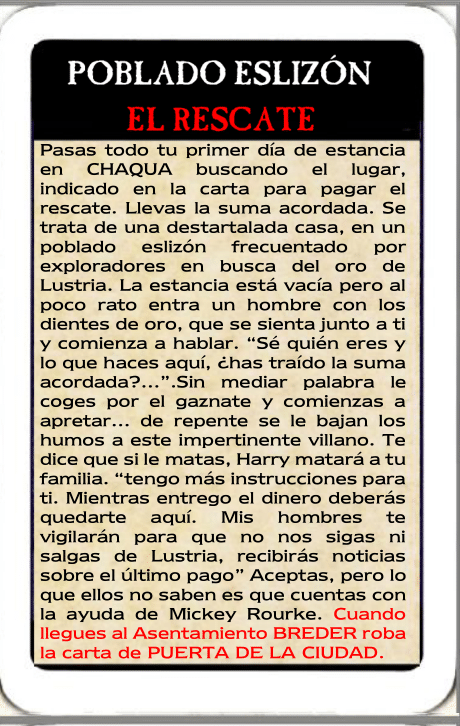 POBLADO ESLIZÓN
EL RESCATE
Pasas todo tu primer día de estancia
en CHAQUA buscando el lugar,
indicado en la carta para pagar el
rescate. Llevas la suma acordada. Se
trata de una destartalada casa, en un
poblado eslizón frecuentado por
exploradores en busca del oro de
Lustria. La estancia está vacía pero al
poco rato entra un hombre con los
dientes de oro, que se sienta junto a ti
y comienza a hablar. “Sé quién eres y
lo que haces aquí, ¿has traído la suma
acordada?...”.Sin mediar palabra le
coges por el gaznate y comienzas a
apretar... de repente se le bajan los
humos a este impertinente villano. Te
dice que si le matas, Harry matará a tu
familia. “tengo más instrucciones para
ti. Mientras entrego el dinero deberás
quedarte aquí. Mis hombres te
vigilarán para que no nos sigas ni
salgas de Lustria, recibirás noticias
sobre el último pago” Aceptas, pero lo
que ellos no saben es que cuentas con
la ayuda de Mickey Rourke. Cuando
llegues al Asentamiento BREDER roba
la carta de PUERTA DE LA CIUDAD.